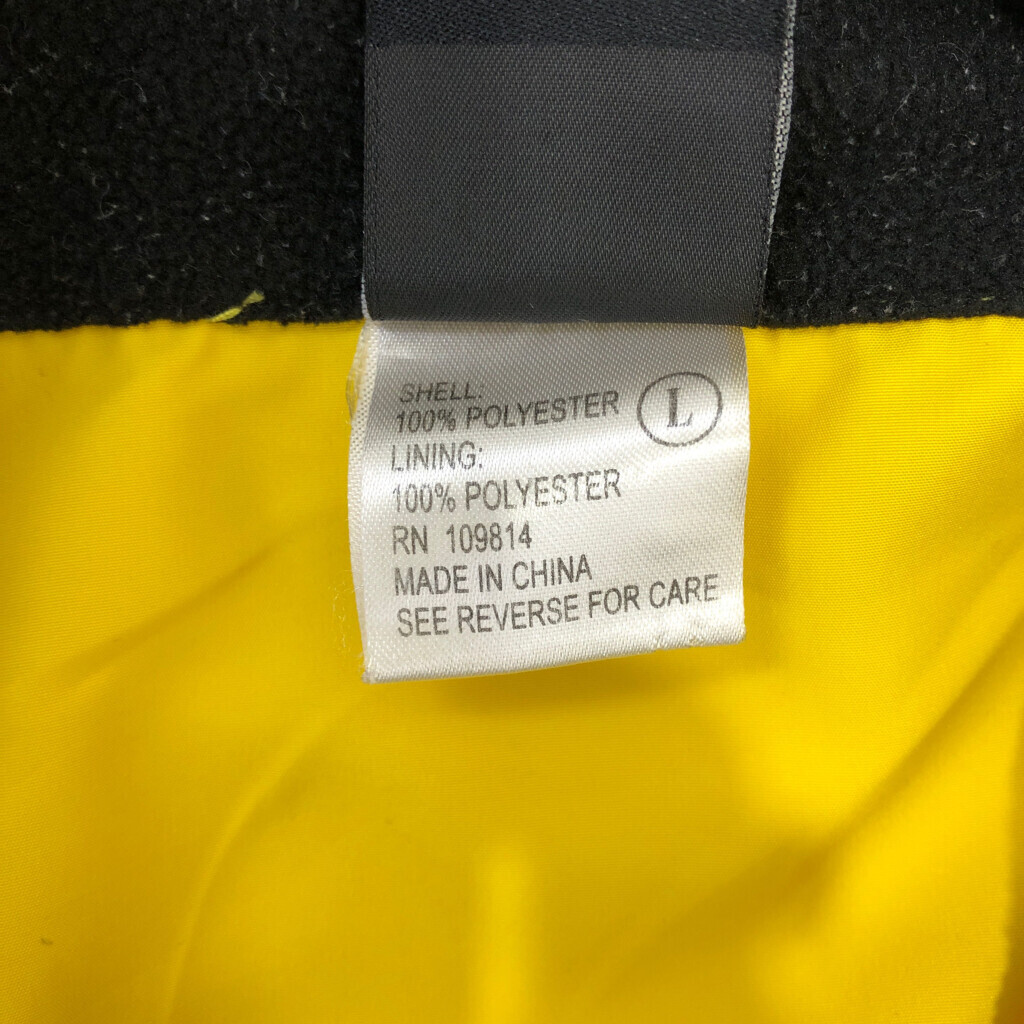 SHELL:
100% POLYESTER L
LINING:
100% POLYESTER
RN 109814
MADE IN CHINA
SEE REVERSE FOR CARE